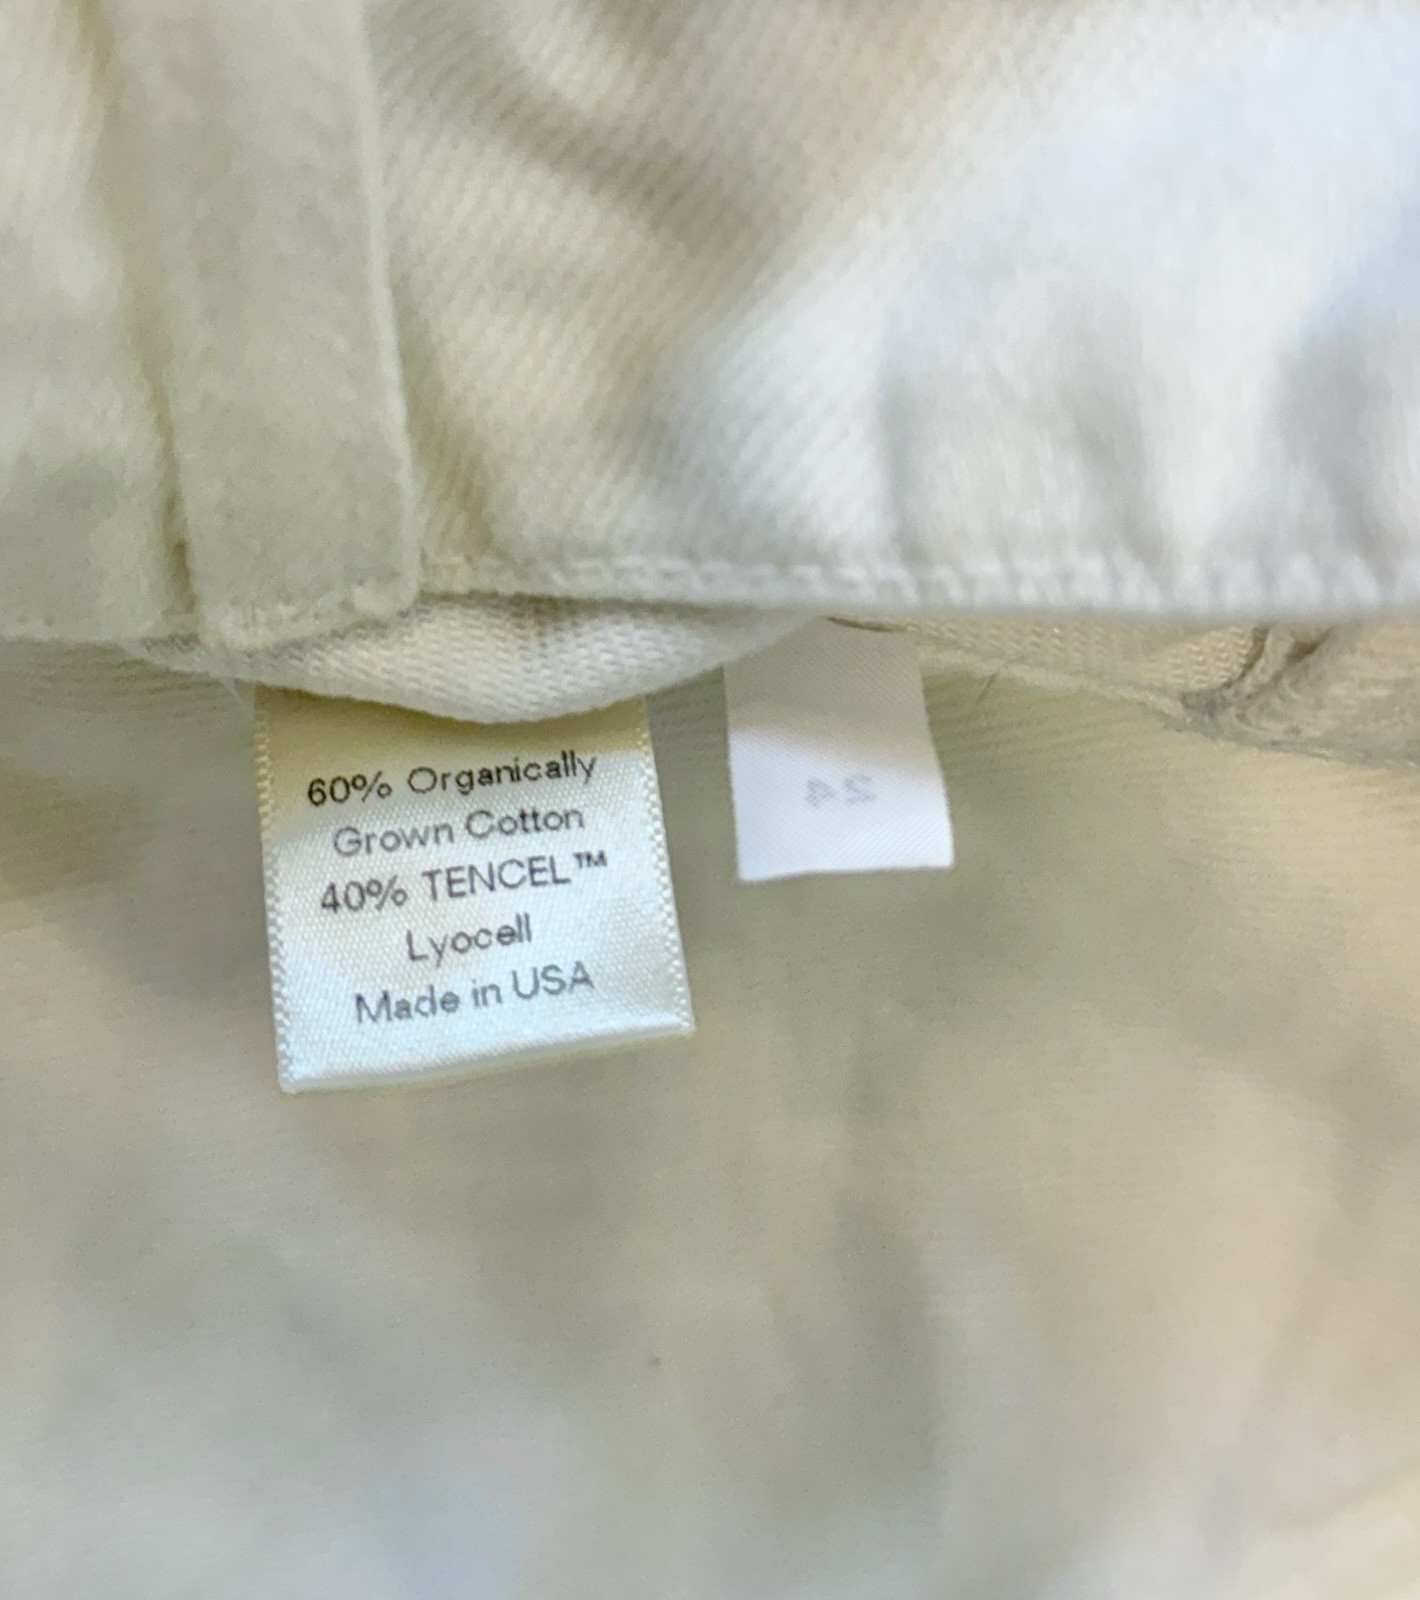 60% Organically
Grown Cotton
40% TENCEL™
Lyocell
Made in USA
24